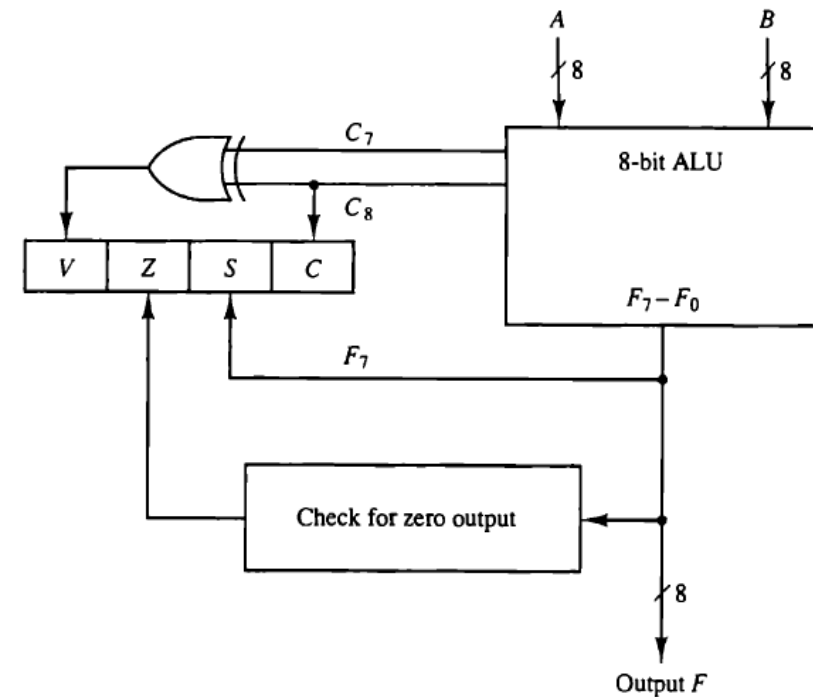 A B
8 8
C₇
8-bit ALU
C₈
V Z S C
F₇ – F₀
F₇
Check for zero output
8
Output F